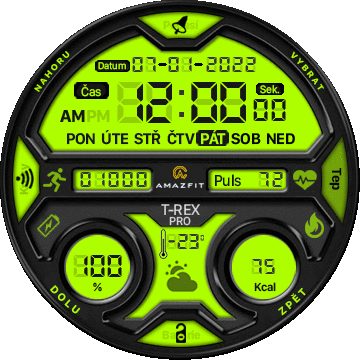 NAHORU
VYBRAT
Datum 07-01-2022
Čas
Sek.
AM PM 12:00 00
PON ÚTE STŘ ČTV PÁT SOB NED
01000
AMAZFIT
Puls 72
Tep
T-REX
PRO
-23°
100
%
75
Kcal
DOLU
ZPĚT